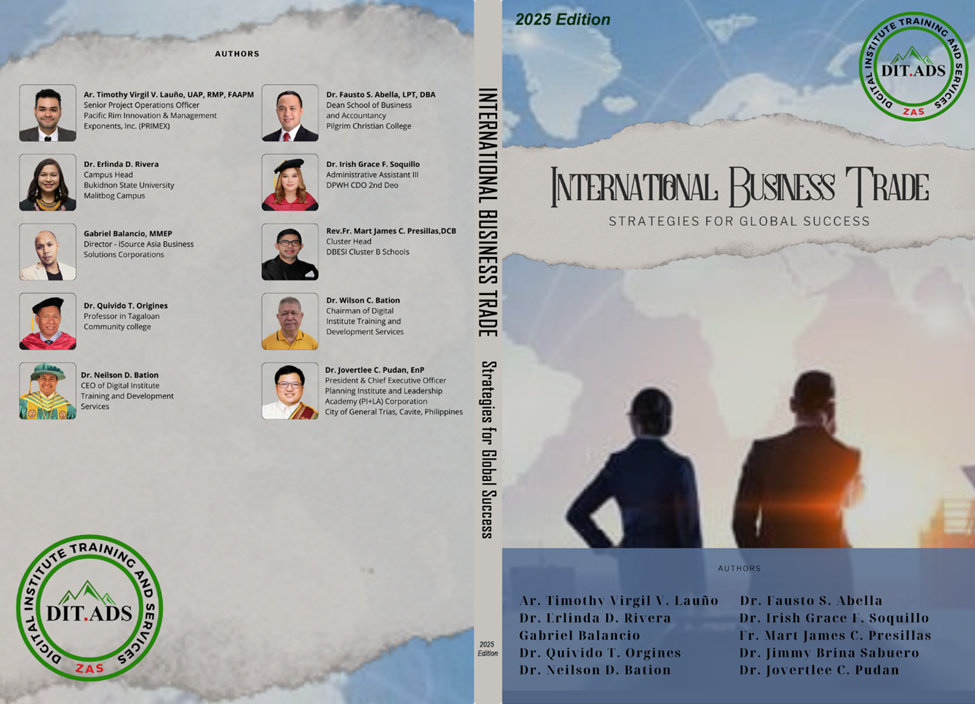 AUTHORS
Ar. Timothy Virgil V. Lauño, UAP, RMP, FAAPM
Senior Project Operations Officer
Pacific Rim Innovation & Management
Exponents, Inc. (PRIMEX)
Dr. Erlinda D. Rivera
Campus Head
Bukidnon State University
Malitbog Campus
Gabriel Balancio, MMEP
Director - iSource Asia Business
Solutions Corporations
Dr. Quivido T. Origines
Professor in Tagaloan
Community college
Dr. Neilson D. Bation
CEO of Digital Institute
Training and Development
Services
Dr. Fausto S. Abella, LPT, DBA
Dean School of Business
and Accountancy
Pilgrim Christian College
Dr. Irish Grace F. Soquillo
Administrative Assistant III
DPWH CDO 2nd Deo
Rev.Fr. Mart James C. Presillas,DCB
Cluster Head
DBESI Cluster B Schools
Dr. Wilson C. Bation
Chairman of Digital
Institute Training and
Development Services
Dr. Jovertlee C. Pudan, EnP
President & Chief Executive Officer
Planning Institute and Leadership
Academy (PI+LA) Corporation
City of General Trias, Cavite, Philippines
DIGITAL INSTITUTE TRAINING AND SERVICES
DIT.ADS
ZAS
INTERNATIONAL BUSINESS TRADE
Strategies for Global Success
2025
Edition
2025 Edition
DIGITAL INSTITUTE TRAINING AND SERVICES
DIT.ADS
ZAS
INTERNATIONAL BUSINESS TRADE
STRATEGIES FOR GLOBAL SUCCESS
AUTHORS
Ar. Timothy Virgil V. Lauño
Dr. Erlinda D. Rivera
Gabriel Balancio
Dr. Quivido T. Orgines
Dr. Neilson D. Bation
Dr. Fausto S. Abella
Dr. Irish Grace F. Soquillo
Fr. Mart James C. Presillas
Dr. Jimmy Brina Sabuero
Dr. Jovertlee C. Pudan